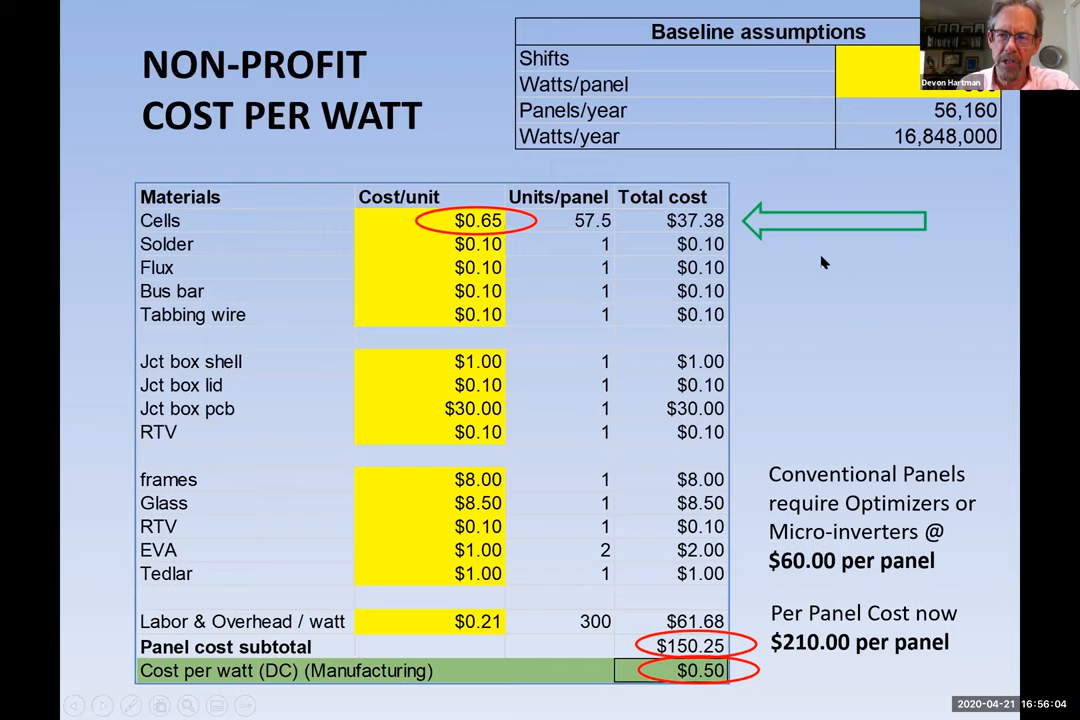 NON-PROFIT
COST PER WATT
Baseline assumptions
Shifts
Watts/panel
Panels/year 56,160
Watts/year 16,848,000
Devon Hartman
Materials Cost/unit Units/panel Total cost
Cells $0.65 57.5 $37.38
Solder $0.10 1 $0.10
Flux $0.10 1 $0.10
Bus bar $0.10 1 $0.10
Tabbing wire $0.10 1 $0.10
Jct box shell $1.00 1 $1.00
Jct box lid $0.10 1 $0.10
Jct box pcb $30.00 1 $30.00
RTV $0.10 1 $0.10
frames $8.00 1 $8.00
Glass $8.50 1 $8.50
RTV $0.10 1 $0.10
EVA $1.00 2 $2.00
Tedlar $1.00 1 $1.00
Labor & Overhead / watt $0.21 300 $61.68
Panel cost subtotal $150.25
Cost per watt (DC) (Manufacturing) $0.50
Conventional Panels
require Optimizers or
Micro-inverters @
$60.00 per panel
Per Panel Cost now
$210.00 per panel
2020-04-21 16:56:04